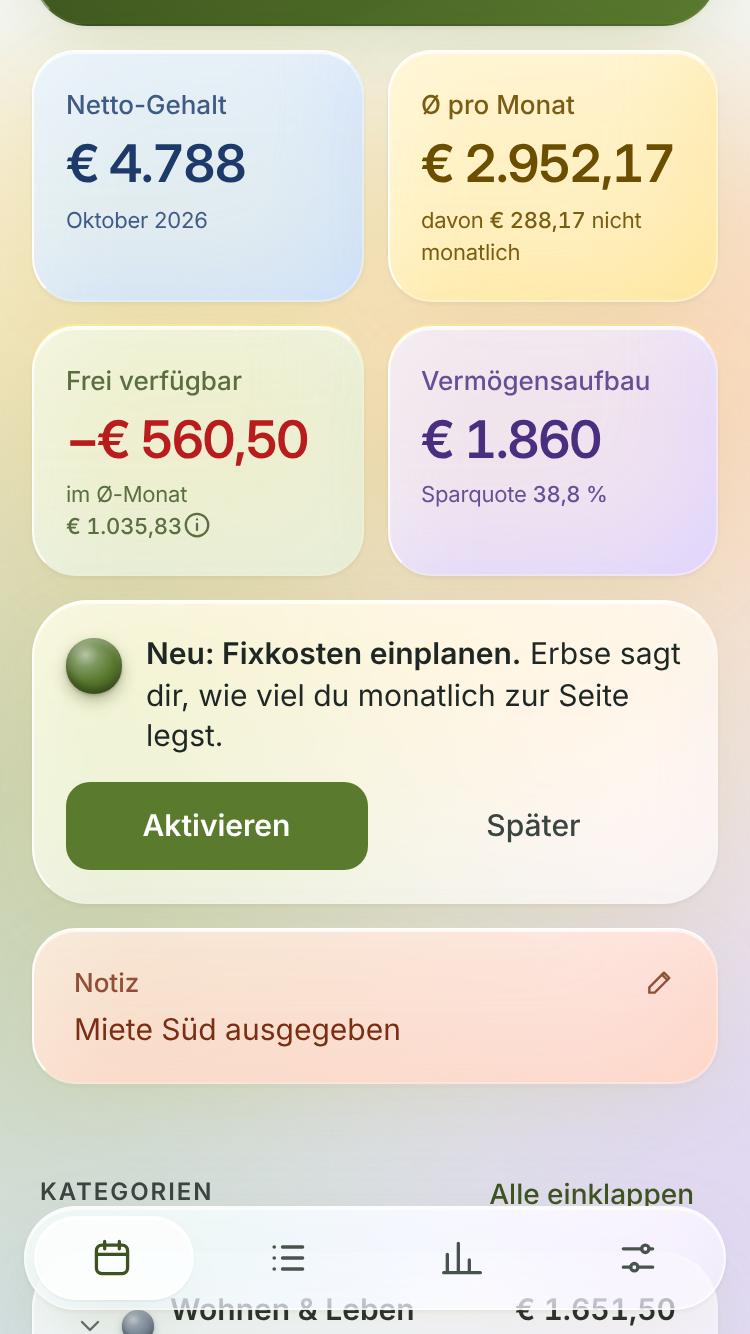 Netto-Gehalt
€ 4.788
Oktober 2026
Ø pro Monat
€ 2.952,17
davon € 288,17 nicht
monatlich
Frei verfügbar
–€ 560,50
im Ø-Monat
€ 1.035,83
Vermögensaufbau
€ 1.860
Sparquote 38,8 %
Neu: Fixkosten einplanen. Erbse sagt
dir, wie viel du monatlich zur Seite
legst.
Aktivieren
Später
Notiz
Miete Süd ausgegeben
KATEGORIEN
Alle einklappen
Wohnen & Leben
€ 1.651,50